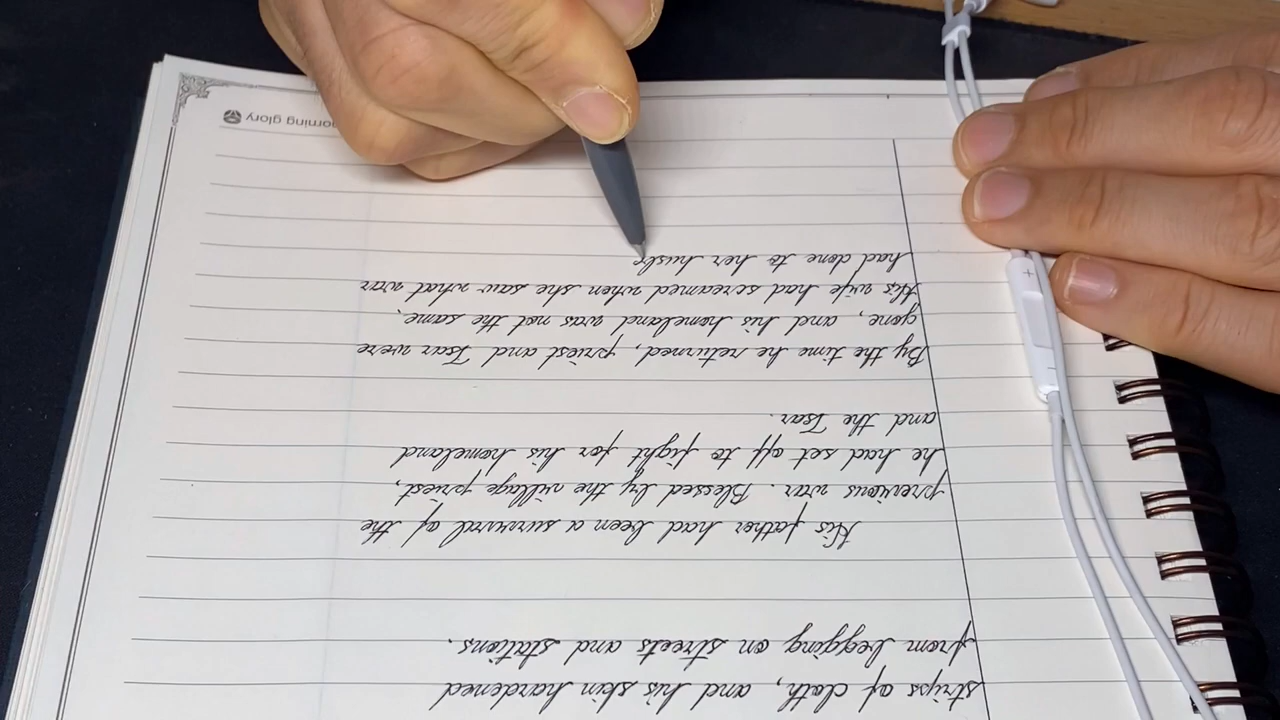 strips of cloth, and his skin hardened
from begging on streets and stations.
His father had been a of the
previous war. Blessed by the village priest,
he had set off to fight for his homeland
and the Tsar.
By the time he returned, priest and Tsar were
gone, and his homeland was not the same.
His wife had screamed when she saw what war
had done to her husb
orning glory